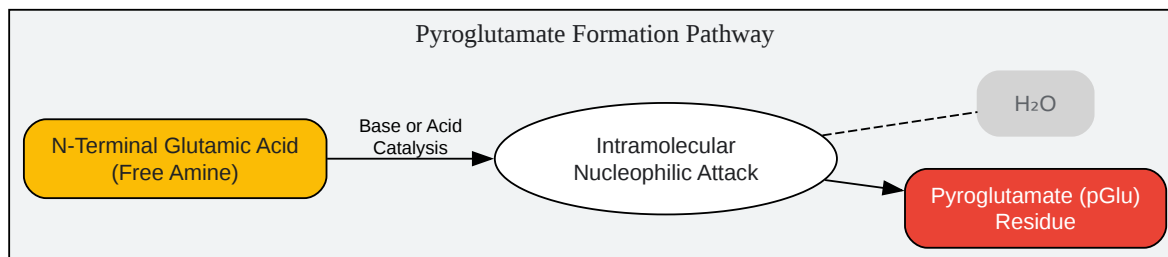 Pyroglutamate Formation Pathway
N-Terminal Glutamic Acid
(Free Amine)
Base or Acid
Catalysis
Intramolecular
Nucleophilic Attack
H₂O
Pyroglutamate (pGlu)
Residue